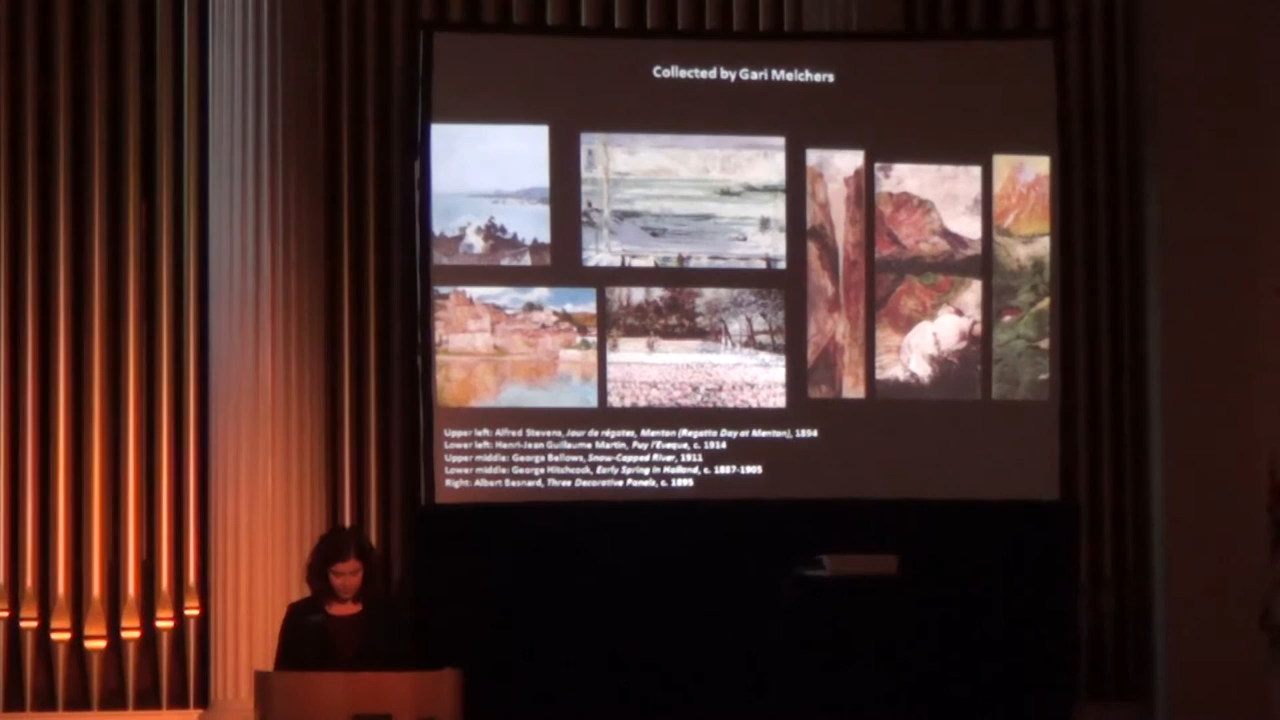 Collected by Gari Melchers
Upper left: Alfred Stevens, Jour de régates, Menton (Regatta Day at Menton), 1894
Lower left: Henri-Jean Guillaume Martin, Puy l'Eveque, c. 1914
Upper middle: George Bellows, Snow-Capped River, 1911
Lower middle: George Hitchcock, Early Spring in Holland, c. 1887-1905
Right: Albert Besnard, Three Decorative Panels, c. 1895